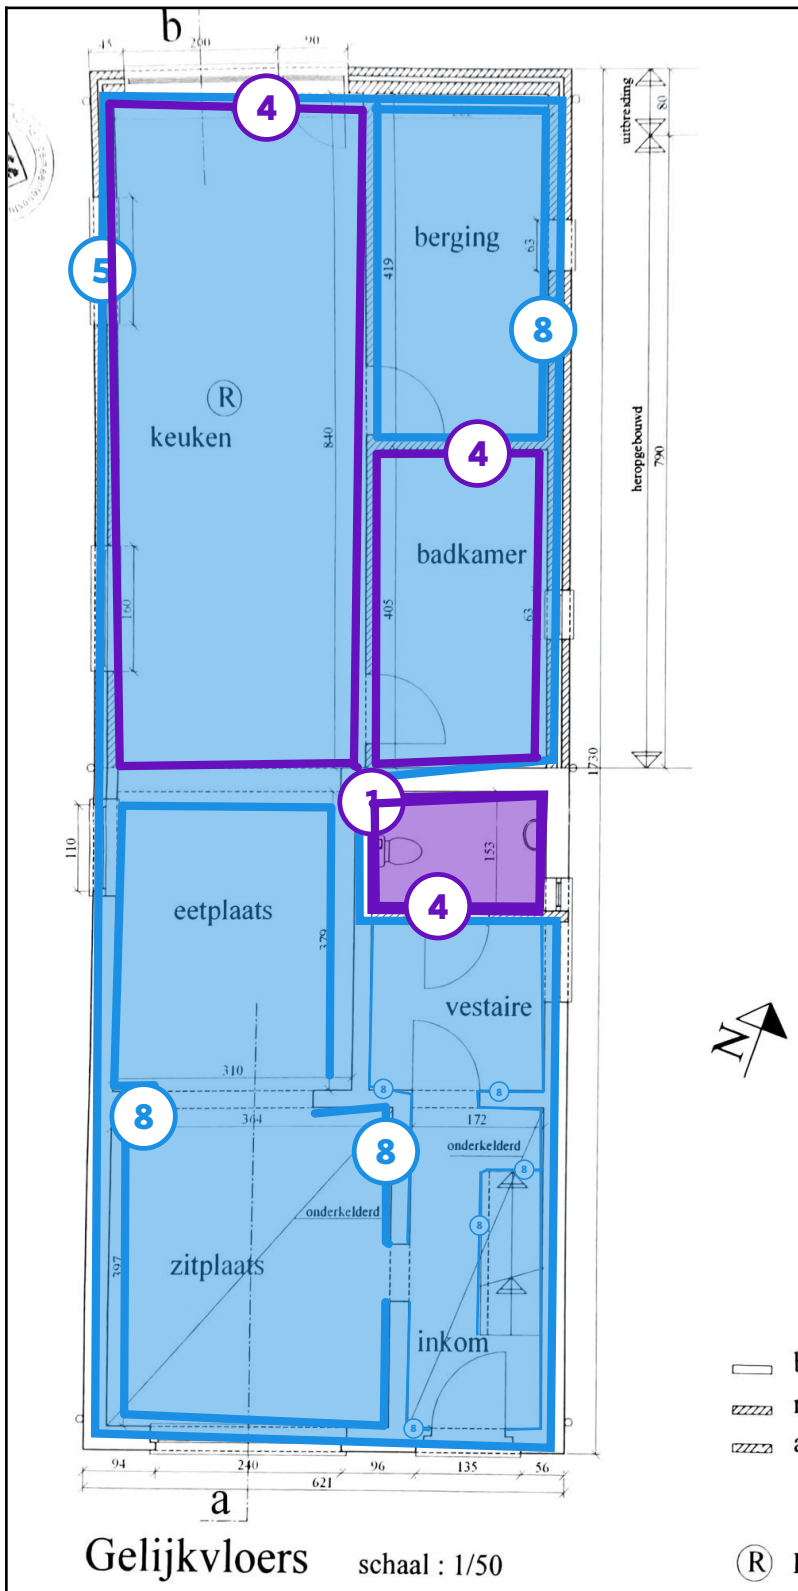 b
45 200 90
uitbreiding
80
4
berging
63
419
5
8
R
keuken
840
heropgebouwd
790
4
badkamer
160
405
63
1730
1
110
153
eetplaats
4
379
vestaire
N
310
8
8
8
364
172
8
onderkelderd
8
onderkelderd
8
zitplaats
397
inkom
8
94 240 96 135 56
621
a
Gelijkvloers schaal : 1/50
R